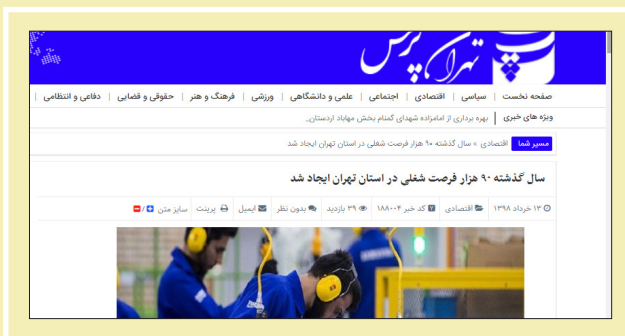 تهران پرس
صفحه نخست | سیاسی | اقتصادی | اجتماعی | علمی و دانشگاهی | ورزشی | فرهنگ و هنر | حقوقی و قضایی | دفاعی و انتظامی |
ویژه های خبری | بهره برداری از امامزاده شهدای گمنام بخش مهاباد اردستان_
مسیر شما اقتصادی » سال گذشته ۹۰ هزار فرصت شغلی در استان تهران ایجاد شد
سال گذشته ۹۰ هزار فرصت شغلی در استان تهران ایجاد شد
۱۳ خرداد ۱۳۹۸ | اقتصادی | کد خبر ۱۸۸۰۰۴ | ۳۹ بازدید | بدون نظر | ایمیل | پرینت سایز متن /